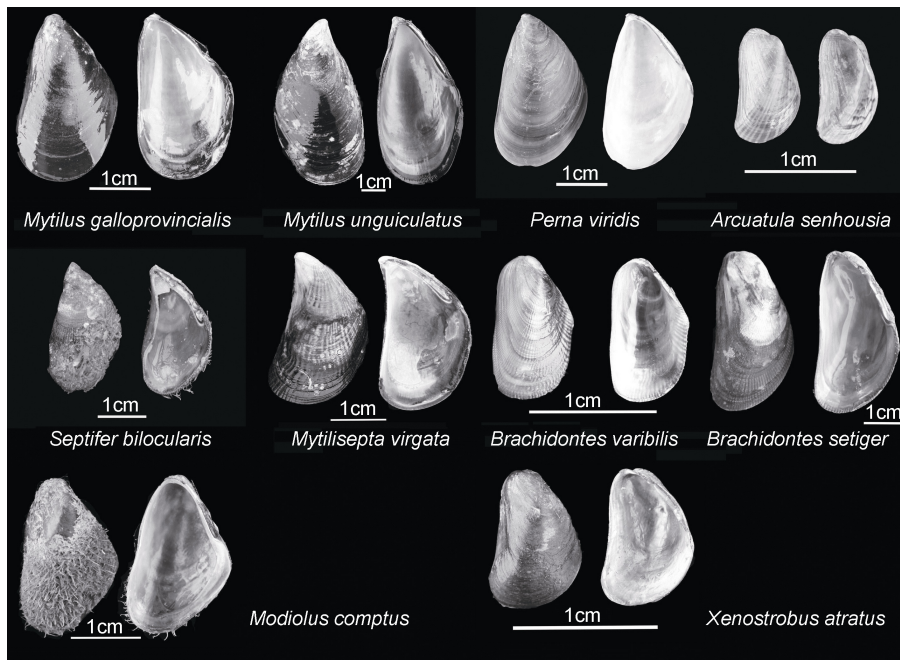 1cm 1cm 1cm 1cm
Mytilus galloprovincialis Mytilus unguiculatus Perna viridis Arcuatula senhousia
1cm 1cm 1cm 1cm
Septifer bilocularis Mytilisepta virgata Brachidontes varibilis Brachidontes setiger
1cm 1cm
Modiolus comptus Xenostrobus atratus